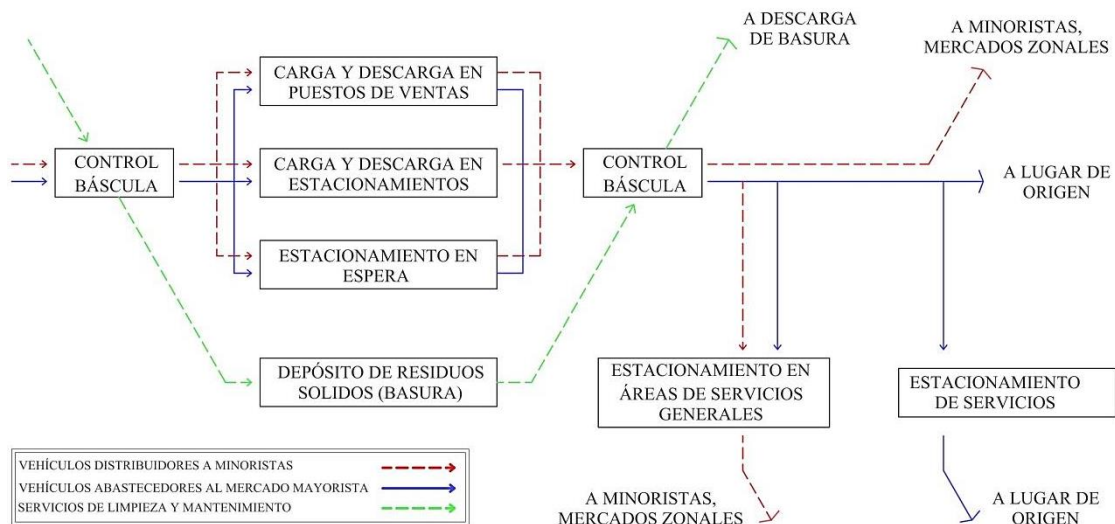 A DESCARGA
DE BASURA
A MINORISTAS,
MERCADOS ZONALES
CARGA Y DESCARGA EN
PUESTOS DE VENTAS
CONTROL
BÁSCULA
CARGA Y DESCARGA EN
ESTACIONAMIENTOS
CONTROL
BÁSCULA
A LUGAR DE
ORIGEN
ESTACIONAMIENTO EN
ESPERA
DEPÓSITO DE RESIDUOS
SOLIDOS (BASURA)
ESTACIONAMIENTO EN
ÁREAS DE SERVICIOS
GENERALES
ESTACIONAMIENTO
DE SERVICIOS
VEHÍCULOS DISTRIBUIDORES A MINORISTAS
VEHÍCULOS ABASTECEDORES AL MERCADO MAYORISTA
SERVICIOS DE LIMPIEZA Y MANTENIMIENTO
A MINORISTAS,
MERCADOS ZONALES
A LUGAR DE
ORIGEN